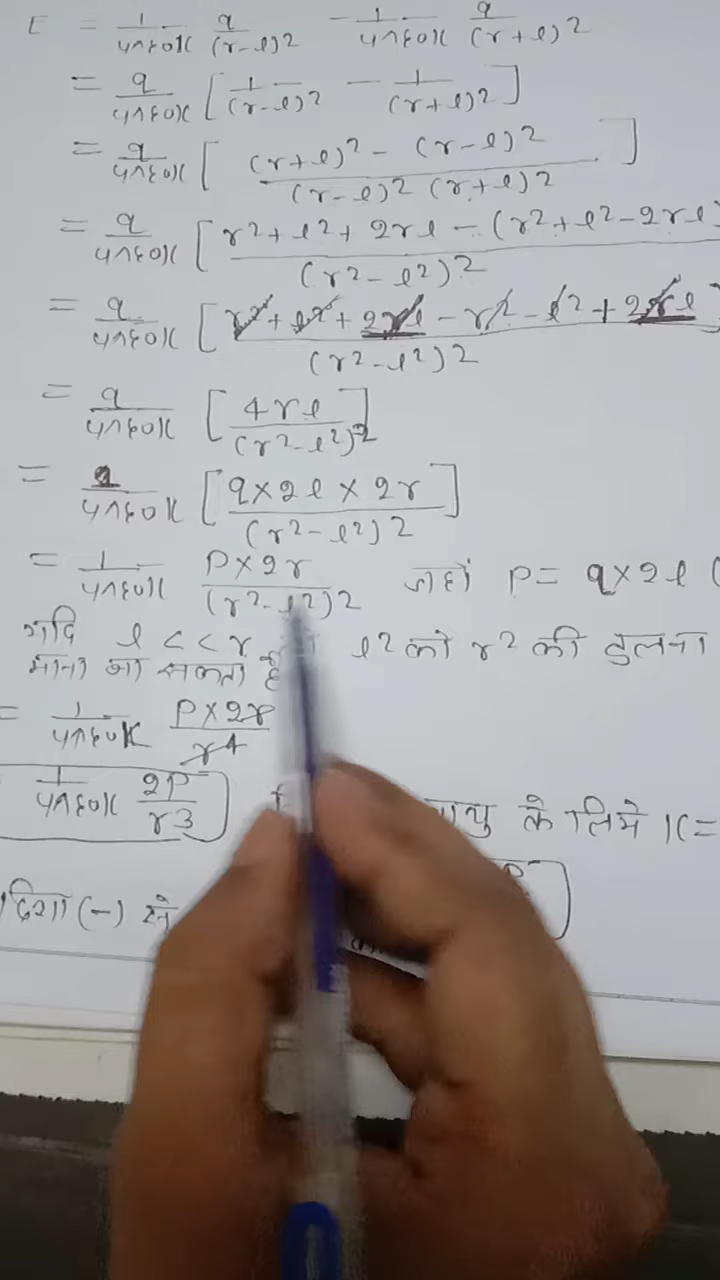 E = 1/4πε0K q/(r-l)2 - 1/4πε0K q/(r+l)2
= q/4πε0K [1/(r-l)2 - 1/(r+l)2]
= q/4πε0K [(r+l)2 - (r-l)2/(r-l)2 (r+l)2]
= q/4πε0K [r2+l2+2rl-(r2+l2-2rl/(r2-l2)2
= q/4πε0K [r2+l2+2rl-r2-l2+2rl/(r2-l2)2
= q/4πε0K [4rl/(r2-l2)2]
= 1/4πε0K [q×2l×2r/(r2-l2)2]
= 1/4πε0K P×2r/(r2-l2)2 जहाँ P= q×2l (
यदि l<<r l2 को r2 की तुलना
माना जा सकता है
= 1/4πε0K P×2r/r4
1/4πε0K 2P/r3 वायु के लिये K=
दिशा (-) से